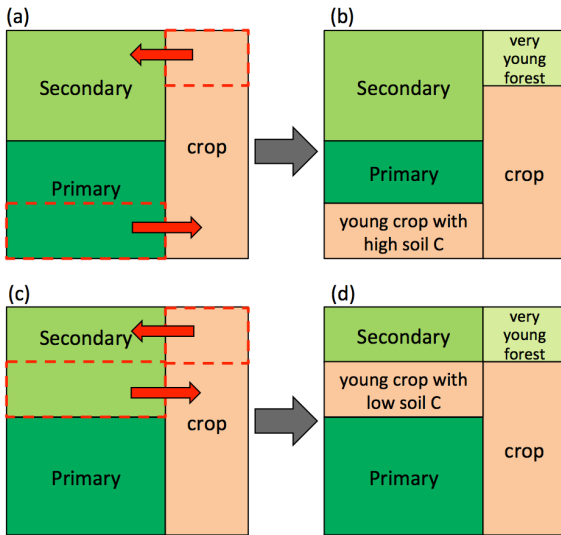 (a)
Secondary
crop
Primary
(b)
very
young
forest
Secondary
Primary
crop
young crop with
high soil C
(c)
Secondary
crop
Primary
(d)
Secondary
very
young
forest
young crop with
low soil C
crop
Primary